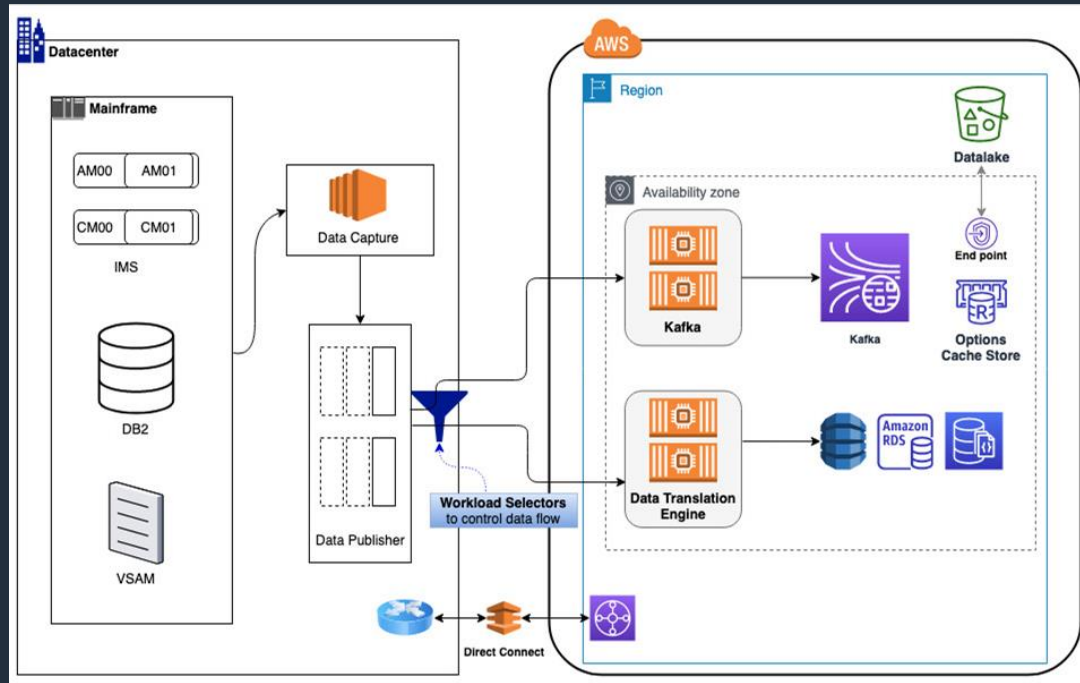 Datacenter
Mainframe
AM00
AM01
CM00
CM01
IMS
DB2
VSAM
Data Capture
Data Publisher
Workload Selectors
to control data flow
Direct Connect
AWS
Region
Datalake
Availability zone
End point
Kafka
Kafka
R
Options
Cache Store
Data Translation
Engine
Amazon
RDS